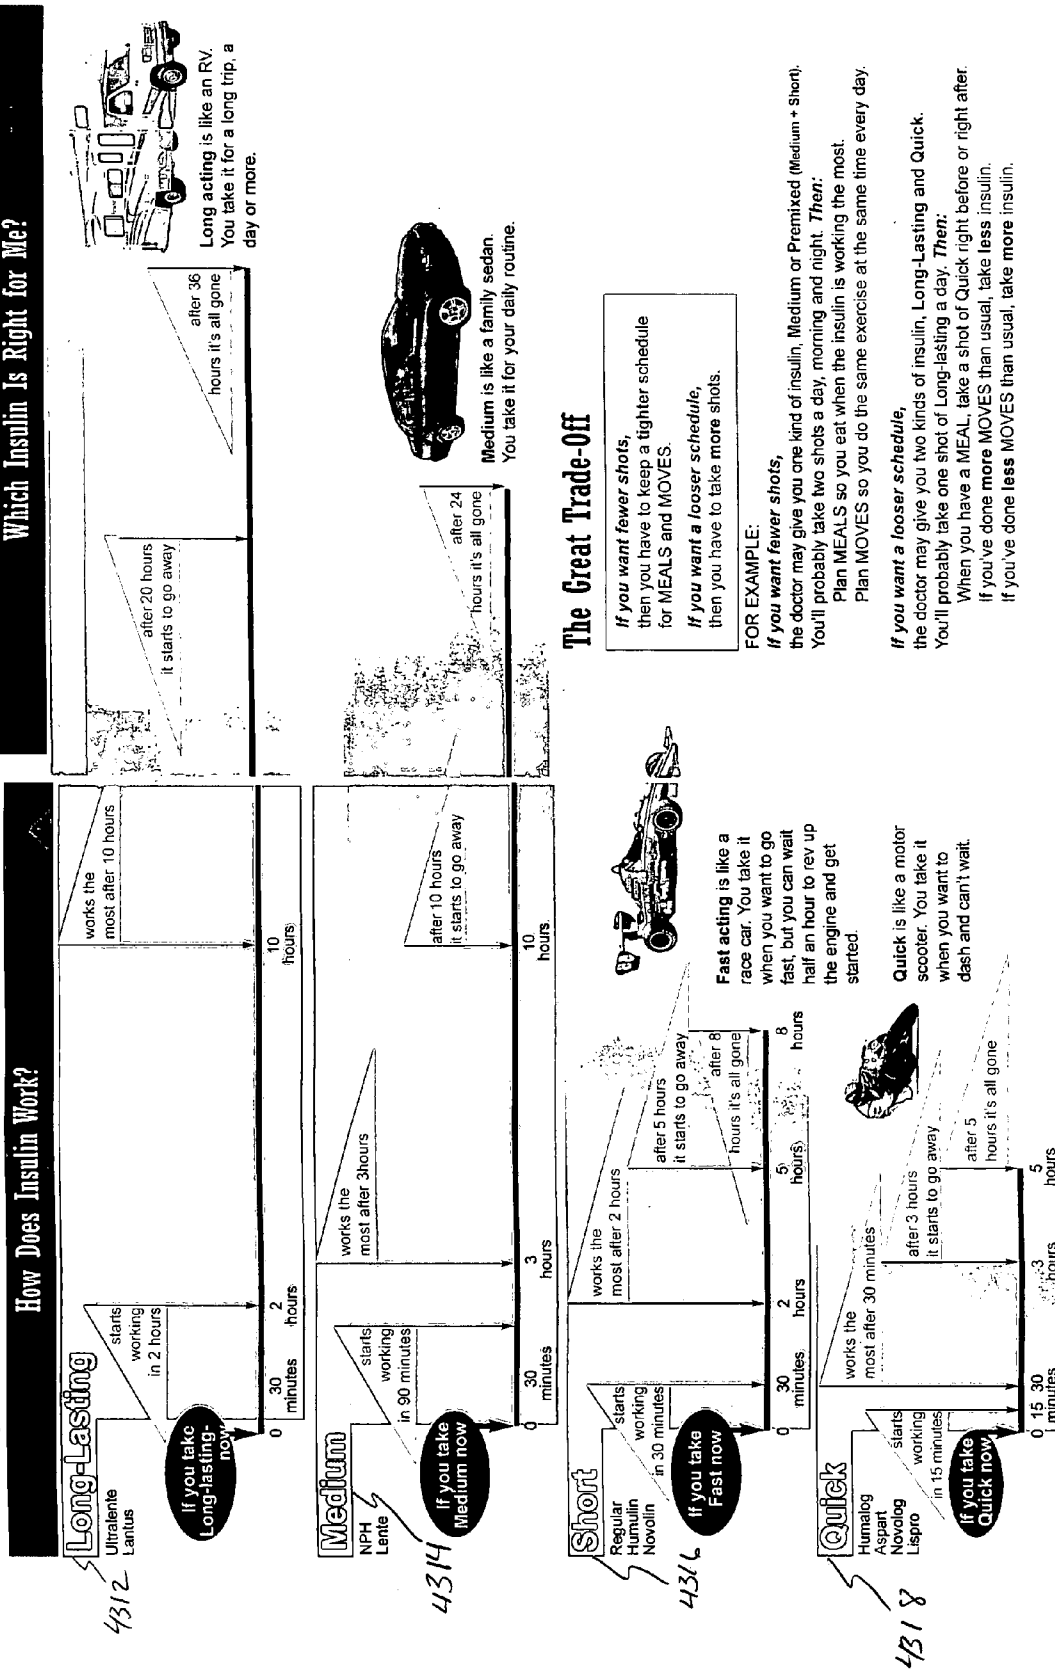 How Does Insulin Work?
Which Insulin Is Right for Me?
Long-Lasting
Ultralente
Lantus
4312
If you take
Long-lasting-
now
starts
working
in 2 hours
works the
most after 10 hours
after 20 hours
it starts to go away
after 36
hours it's all gone
0
30
minutes
2
hours
10
hours
Long acting is like an RV.
You take it for a long trip, a
day or more.
Medium
NPH
Lente
4314
If you take
Medium now
starts
working
in 90 minutes
works the
most after 3hours
after 10 hours
it starts to go away
after 24
hours it's all gone
0
30
minutes
3
hours
10
hours
Medium is like a family sedan.
You take it for your daily routine.
Short
Regular
Humulin
Novolin
4316
If you take
Fast now
starts
working
in 30 minutes
works the
most after 2 hours
after 5 hours
it starts to go away
after 8
hours it's all gone
0
30
minutes
2
hours
5
hours
8
hours
Fast acting is like a
race car. You take it
when you want to go
fast, but you can wait
half an hour to rev up
the engine and get
started.
Quick
Humalog
Aspart
Novolog
Lispro
4318
If you take
Quick now
starts
working
in 15 minutes
works the
most after 30 minutes
after 3 hours
it starts to go away
after 5
hours it's all gone
0
15
30
minutes
3
hours
5
hours
Quick is like a motor
scooter. You take it
when you want to
dash and can't wait.
The Great Trade-Off
If you want fewer shots,
then you have to keep a tighter schedule
for MEALS and MOVES.
If you want a looser schedule,
then you have to take more shots.
FOR EXAMPLE:
If you want fewer shots,
the doctor may give you one kind of insulin, Medium or Premixed (Medium + Short).
You'll probably take two shots a day, morning and night. Then:
Plan MEALS so you eat when the insulin is working the most.
Plan MOVES so you do the same exercise at the same time every day.
If you want a looser schedule,
the doctor may give you two kinds of insulin, Long-Lasting and Quick.
You'll probably take one shot of Long-lasting a day. Then:
When you have a MEAL, take a shot of Quick right before or right after.
If you've done more MOVES than usual, take less insulin.
If you've done less MOVES than usual, take more insulin.